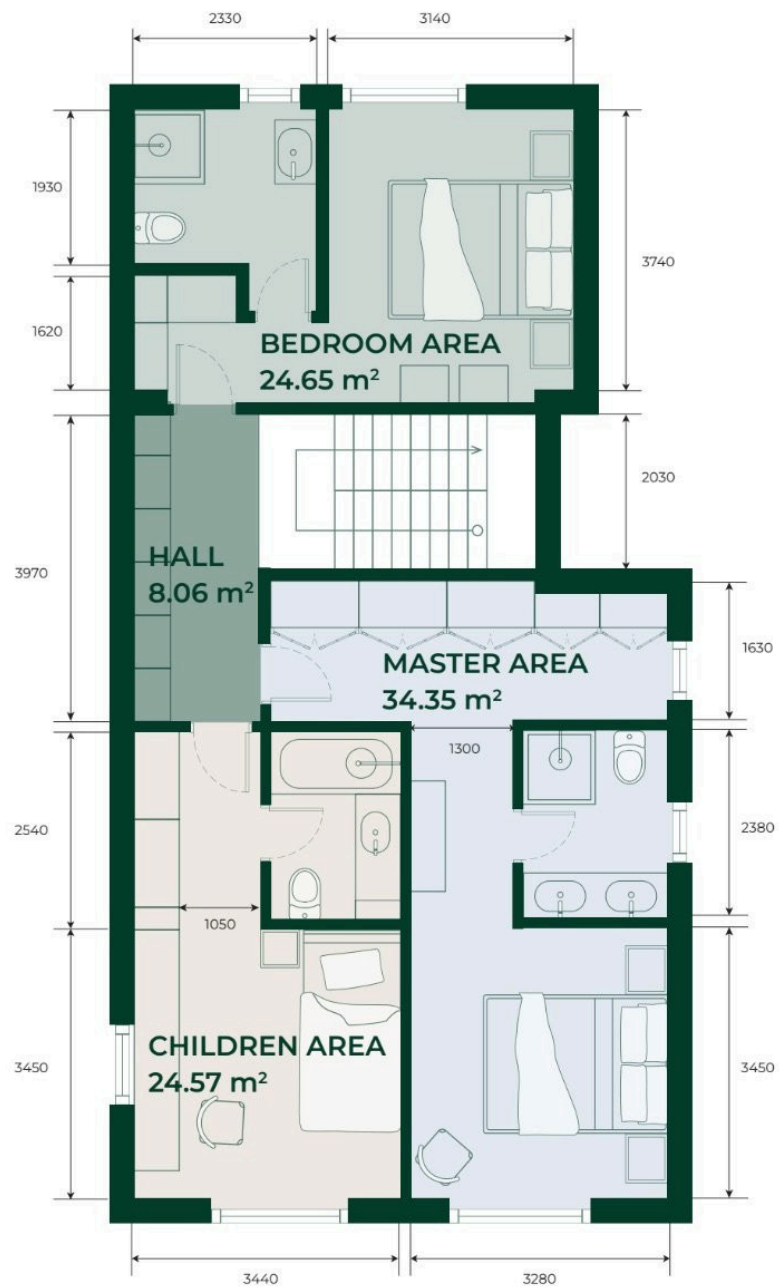 2330
3140
1930
3740
1620
BEDROOM AREA
24.65 m²
2030
3970
HALL
8.06 m²
1630
MASTER AREA
34.35 m²
1300
2540
2380
1050
CHILDREN AREA
24.57 m²
3450
3450
3440
3280